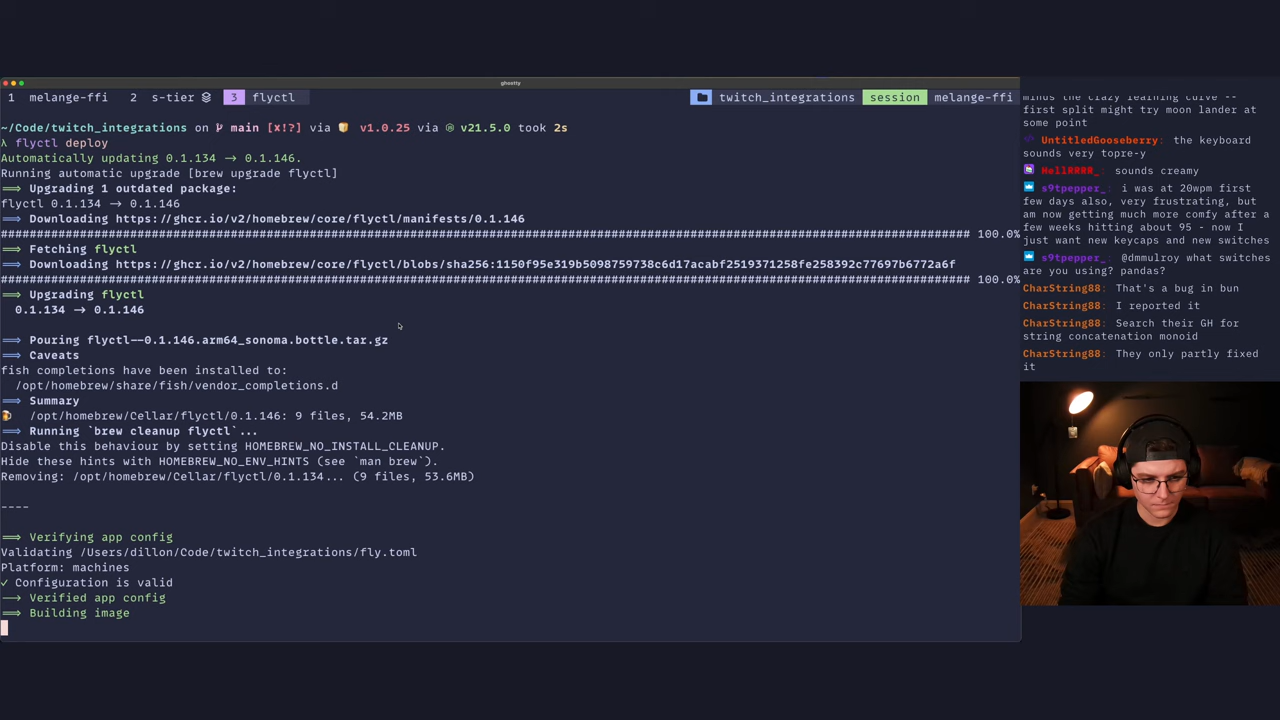 ghostty
1 melange-ffi 2 s-tier 3 flyctl twitch_integrations session melange-ffi
~/Code/twitch_integrations on main [✘!?] via v1.0.25 via v21.5.0 took 2s
λ flyctl deploy
Automatically updating 0.1.134 → 0.1.146.
Running automatic upgrade [brew upgrade flyctl]
==> Upgrading 1 outdated package:
flyctl 0.1.134 → 0.1.146
==> Downloading https://ghcr.io/v2/homebrew/core/flyctl/manifests/0.1.146
100.0%
==> Fetching flyctl
==> Downloading https://ghcr.io/v2/homebrew/core/flyctl/blobs/sha256:1150f95e319b5098759738c6d17acabf2519371258fe258392c77697b6772a6f
100.0%
==> Upgrading flyctl
0.1.134 → 0.1.146
==> Pouring flyctl--0.1.146.arm64_sonoma.bottle.tar.gz
==> Caveats
fish completions have been installed to:
/opt/homebrew/share/fish/vendor_completions.d
==> Summary
/opt/homebrew/Cellar/flyctl/0.1.146: 9 files, 54.2MB
==> Running `brew cleanup flyctl`...
Disable this behaviour by setting HOMEBREW_NO_INSTALL_CLEANUP.
Hide these hints with HOMEBREW_NO_ENV_HINTS (see `man brew`).
Removing: /opt/homebrew/Cellar/flyctl/0.1.134... (9 files, 53.6MB)
----
==> Verifying app config
Validating /Users/dillon/Code/twitch_integrations/fly.toml
Platform: machines
✓ Configuration is valid
--> Verified app config
==> Building image
minus the crazy learning curve --
first split might try moon lander at
some point
UntitledGooseberry: the keyboard
sounds very topre-y
HellRRRR_: sounds creamy
s9tpepper_: i was at 20wpm first
few days also, very frustrating, but
am now getting much more comfy after a
few weeks hitting about 95 - now I
just want new keycaps and new switches
s9tpepper_: @dmmulroy what switches
are you using? pandas?
CharString88: That's a bug in bun
CharString88: I reported it
CharString88: Search their GH for
string concatenation monoid
CharString88: They only partly fixed
it